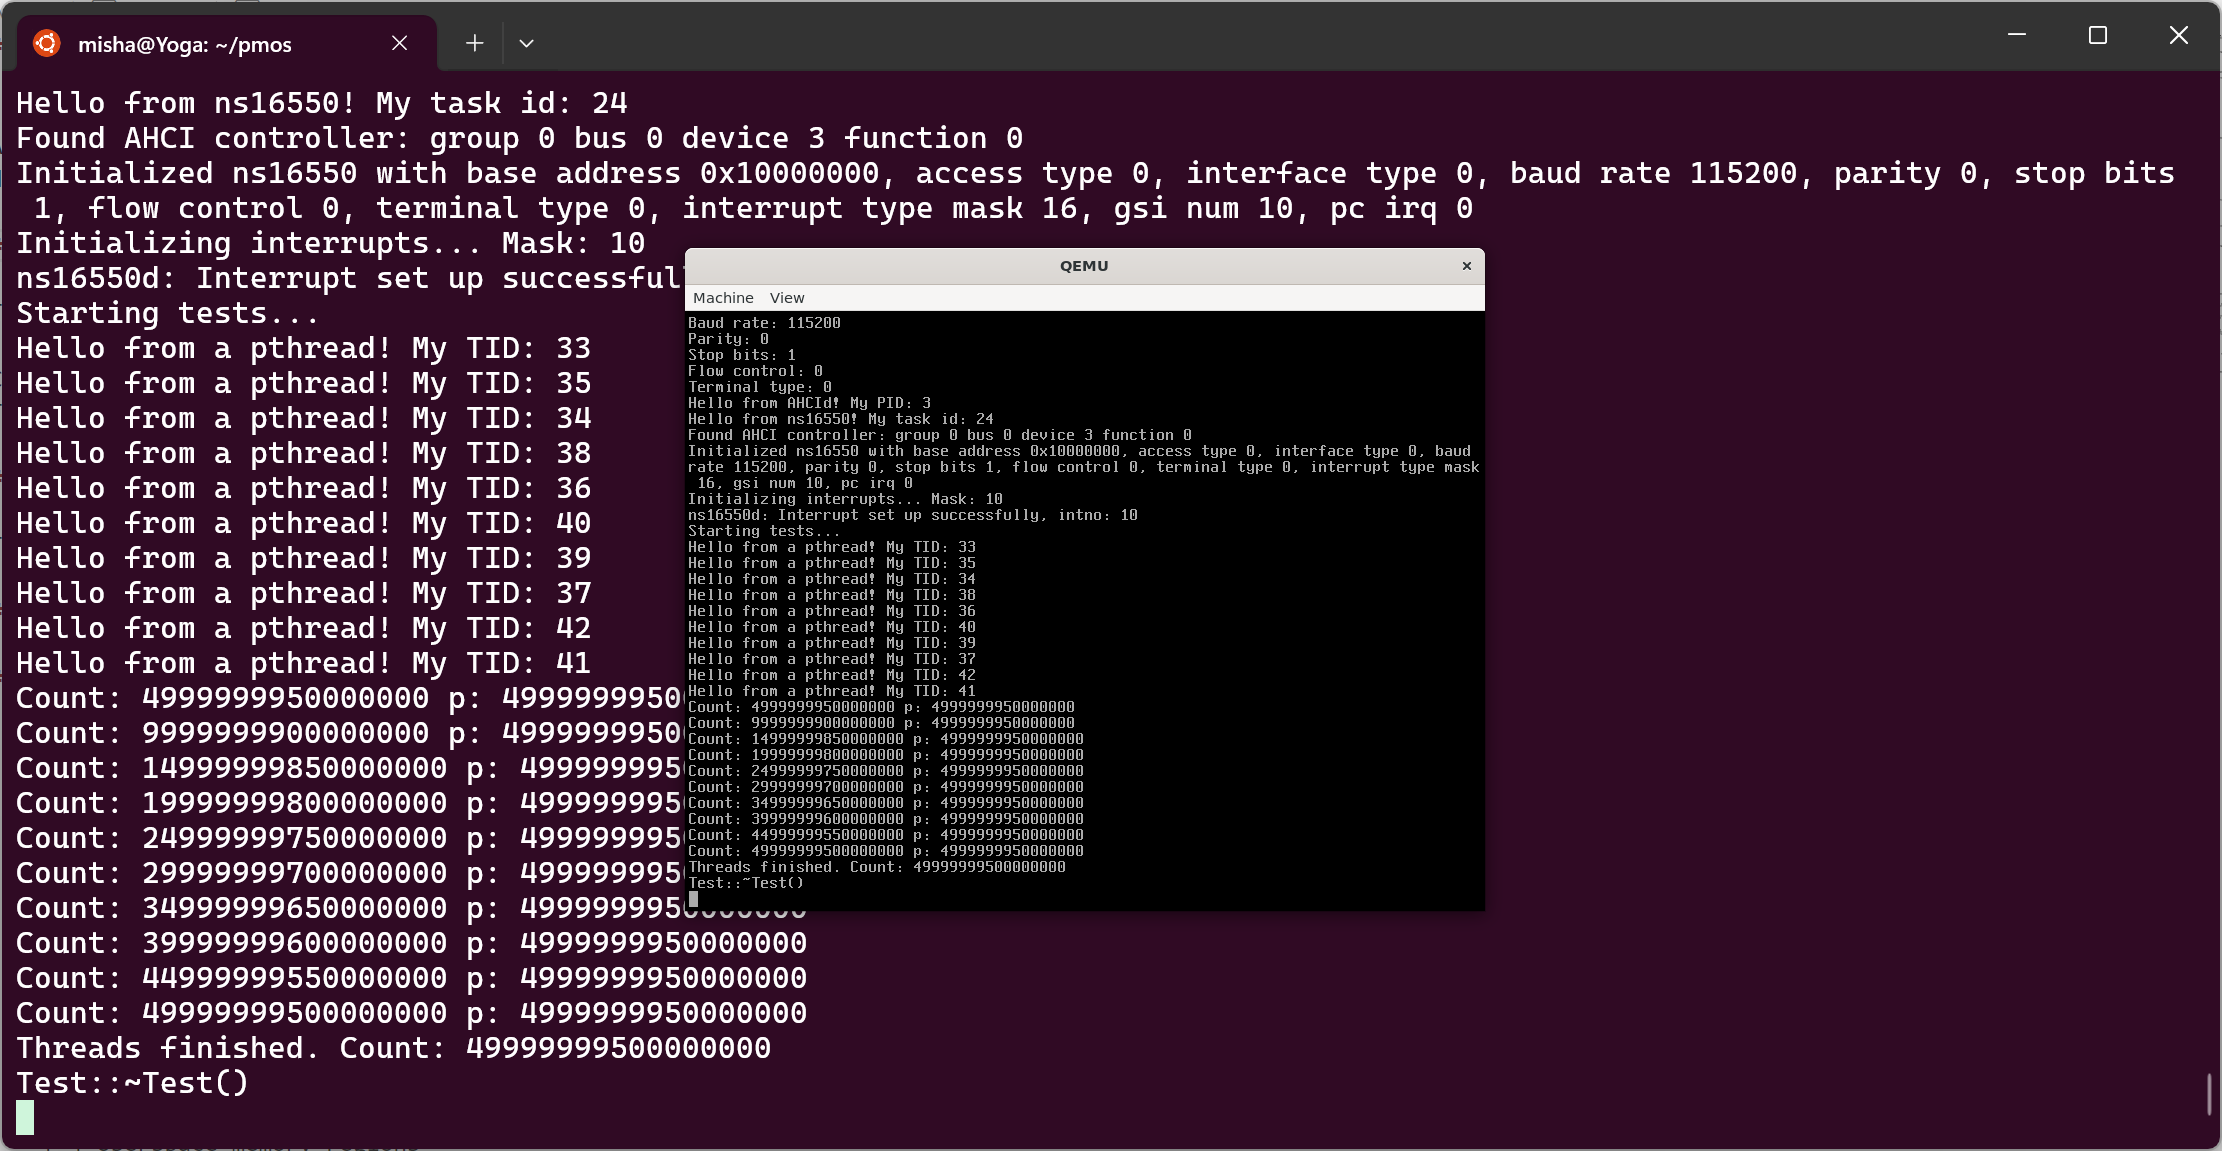 misha@Yoga: ~/pmos
Hello from ns16550! My task id: 24
Found AHCI controller: group 0 bus 0 device 3 function 0
Initialized ns16550 with base address 0x10000000, access type 0, interface type 0, baud rate 115200, parity 0, stop bits
1, flow control 0, terminal type 0, interrupt type mask 16, gsi num 10, pc irq 0
Initializing interrupts... Mask: 10
ns16550d: Interrupt set up successful
Starting tests...
Hello from a pthread! My TID: 33
Hello from a pthread! My TID: 35
Hello from a pthread! My TID: 34
Hello from a pthread! My TID: 38
Hello from a pthread! My TID: 36
Hello from a pthread! My TID: 40
Hello from a pthread! My TID: 39
Hello from a pthread! My TID: 37
Hello from a pthread! My TID: 42
Hello from a pthread! My TID: 41
Count: 4999999950000000 p: 499999995
Count: 9999999900000000 p: 499999995
Count: 14999999850000000 p: 499999995
Count: 19999999800000000 p: 499999995
Count: 24999999750000000 p: 499999995
Count: 29999999700000000 p: 499999995
Count: 34999999650000000 p: 4999999950000000
Count: 39999999600000000 p: 4999999950000000
Count: 44999999550000000 p: 4999999950000000
Count: 49999999500000000 p: 4999999950000000
Threads finished. Count: 49999999500000000
Test::~Test()
QEMU
Machine View
Baud rate: 115200
Parity: 0
Stop bits: 1
Flow control: 0
Terminal type: 0
Hello from AHCId! My PID: 3
Hello from ns16550! My task id: 24
Found AHCI controller: group 0 bus 0 device 3 function 0
Initialized ns16550 with base address 0x10000000, access type 0, interface type 0, baud
rate 115200, parity 0, stop bits 1, flow control 0, terminal type 0, interrupt type mask
16, gsi num 10, pc irq 0
Initializing interrupts... Mask: 10
ns16550d: Interrupt set up successfully, intno: 10
Starting tests...
Hello from a pthread! My TID: 33
Hello from a pthread! My TID: 35
Hello from a pthread! My TID: 34
Hello from a pthread! My TID: 38
Hello from a pthread! My TID: 36
Hello from a pthread! My TID: 40
Hello from a pthread! My TID: 39
Hello from a pthread! My TID: 37
Hello from a pthread! My TID: 42
Hello from a pthread! My TID: 41
Count: 4999999950000000 p: 4999999950000000
Count: 9999999900000000 p: 4999999950000000
Count: 14999999850000000 p: 4999999950000000
Count: 19999999800000000 p: 4999999950000000
Count: 24999999750000000 p: 4999999950000000
Count: 29999999700000000 p: 4999999950000000
Count: 34999999650000000 p: 4999999950000000
Count: 39999999600000000 p: 4999999950000000
Count: 44999999550000000 p: 4999999950000000
Count: 49999999500000000 p: 4999999950000000
Threads finished. Count: 49999999500000000
Test::~Test()